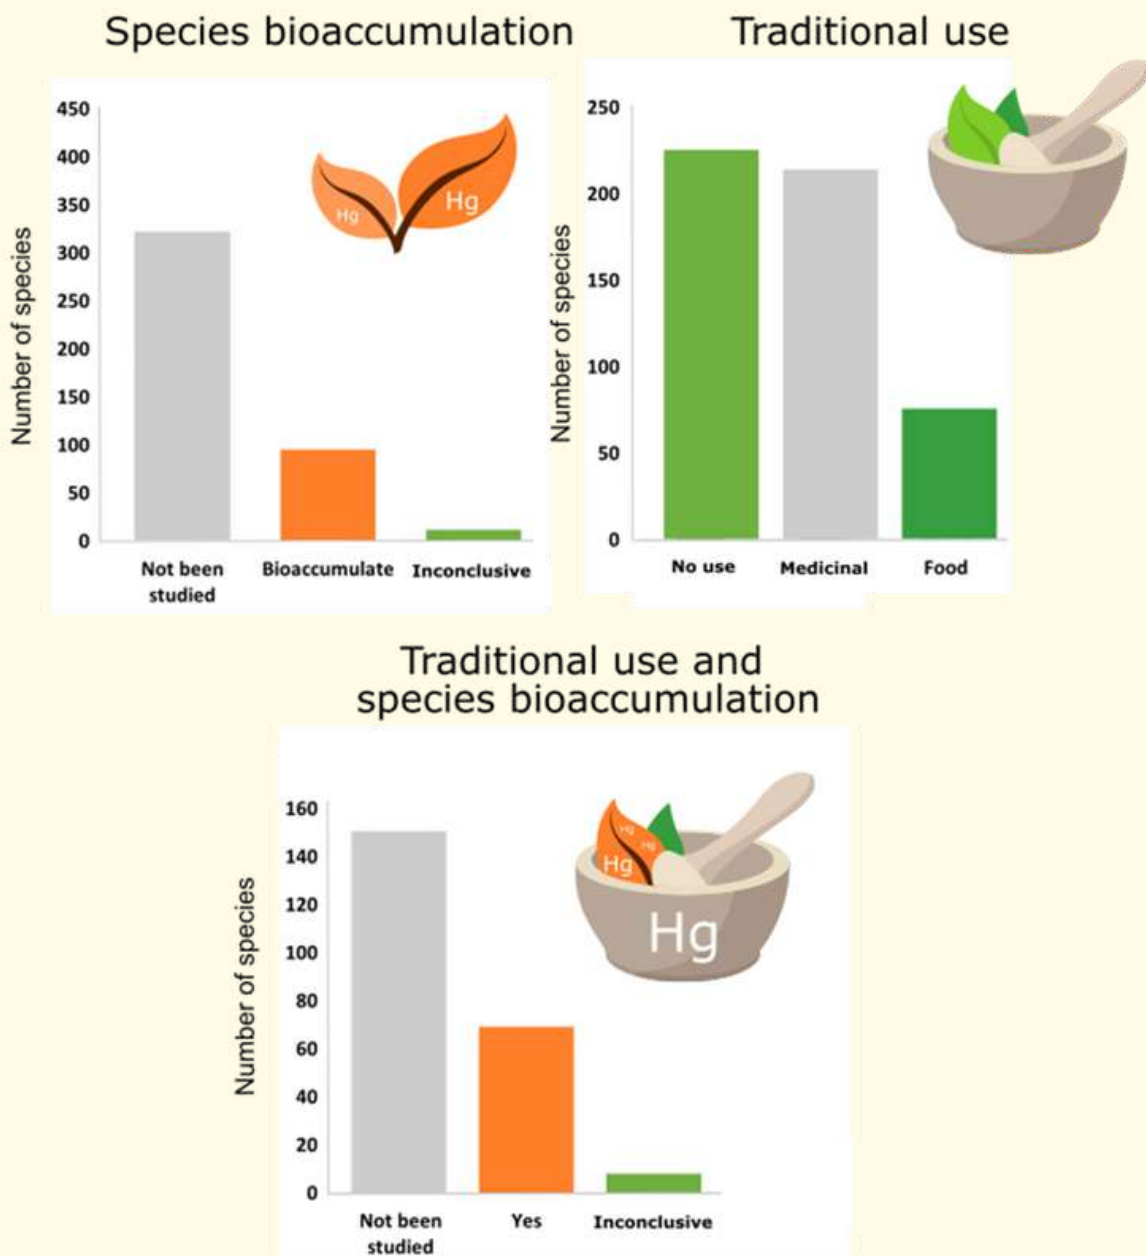 Species bioaccumulation
Number of species
450
400
350
300
250
200
150
100
50
0
Hg
Hg
Not been
studied
Bioaccumulate
Inconclusive
Traditional use
Number of species
250
200
150
100
50
0
No use
Medicinal
Food
Traditional use and
species bioaccumulation
Number of species
160
140
120
100
80
60
40
20
0
Hg
Hg
Hg
Hg
Not been
studied
Yes
Inconclusive